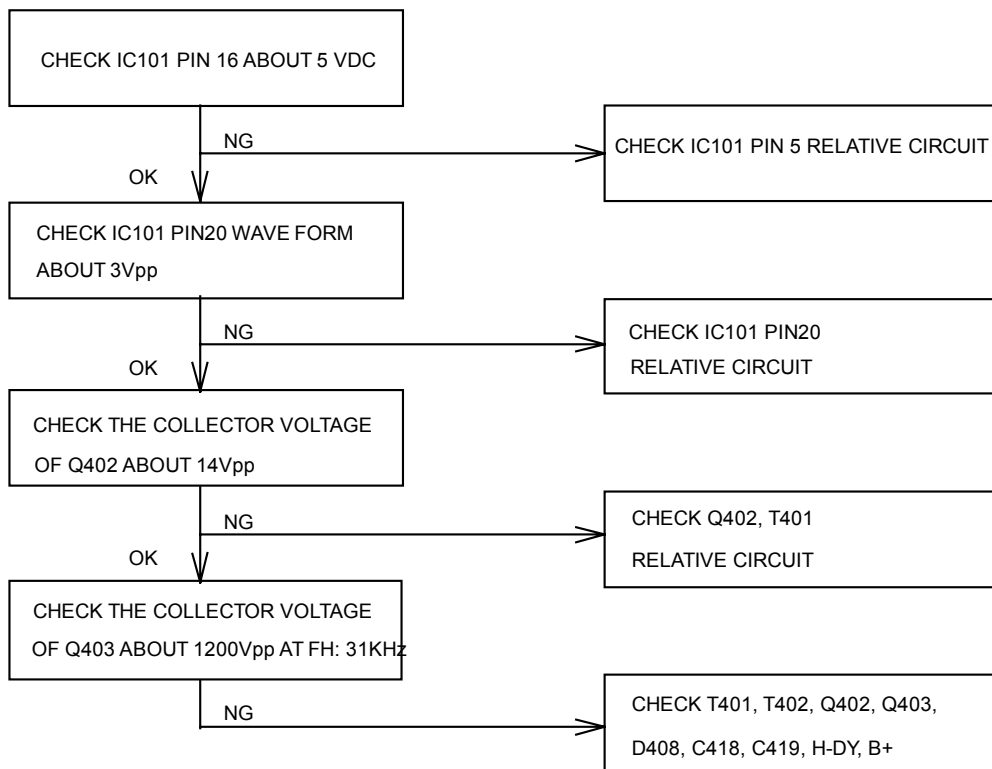 CHECK IC101 PIN 16 ABOUT 5 VDC
NG
CHECK IC101 PIN 5 RELATIVE CIRCUIT
OK
CHECK IC101 PIN20 WAVE FORM
ABOUT 3Vpp
NG
CHECK IC101 PIN20
RELATIVE CIRCUIT
OK
CHECK THE COLLECTOR VOLTAGE
OF Q402 ABOUT 14Vpp
NG
CHECK Q402, T401
RELATIVE CIRCUIT
OK
CHECK THE COLLECTOR VOLTAGE
OF Q403 ABOUT 1200Vpp AT FH: 31KHz
NG
CHECK T401, T402, Q402, Q403,
D408, C418, C419, H-DY, B+